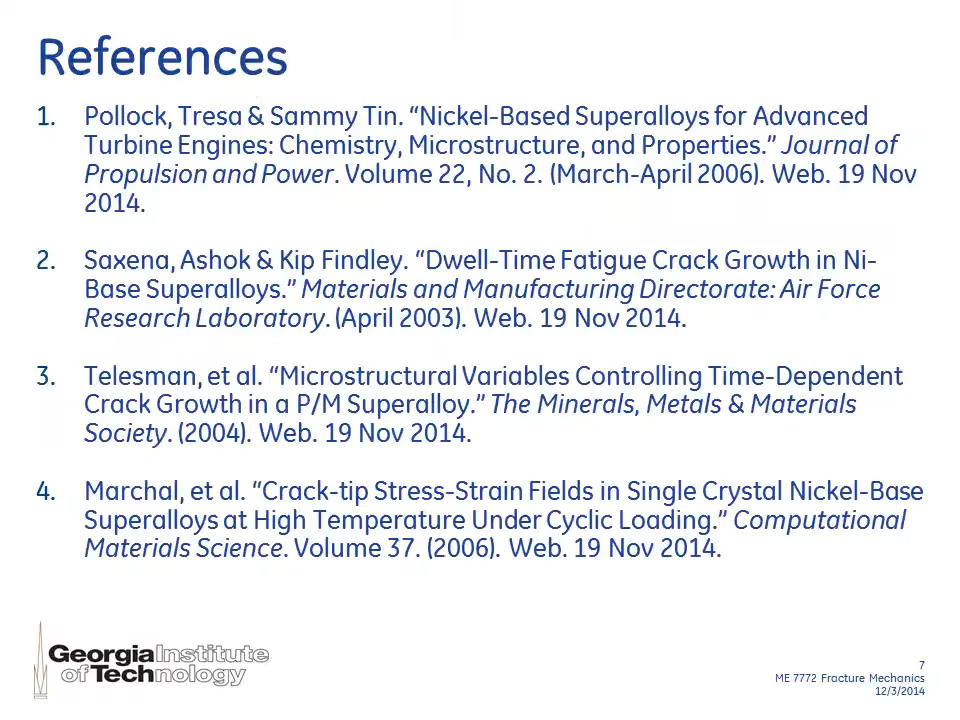 References
1. Pollock, Tresa & Sammy Tin. “Nickel-Based Superalloys for Advanced
Turbine Engines: Chemistry, Microstructure, and Properties.” Journal of
Propulsion and Power. Volume 22, No. 2. (March-April 2006). Web. 19 Nov
2014.
2. Saxena, Ashok & Kip Findley. “Dwell-Time Fatigue Crack Growth in Ni-
Base Superalloys.” Materials and Manufacturing Directorate: Air Force
Research Laboratory. (April 2003). Web. 19 Nov 2014.
3. Telesman, et al. “Microstructural Variables Controlling Time-Dependent
Crack Growth in a P/M Superalloy.” The Minerals, Metals & Materials
Society. (2004). Web. 19 Nov 2014.
4. Marchal, et al. “Crack-tip Stress-Strain Fields in Single Crystal Nickel-Base
Superalloys at High Temperature Under Cyclic Loading.” Computational
Materials Science. Volume 37. (2006). Web. 19 Nov 2014.
Georgia Institute
of Technology
7
ME 7772 Fracture Mechanics
12/3/2014